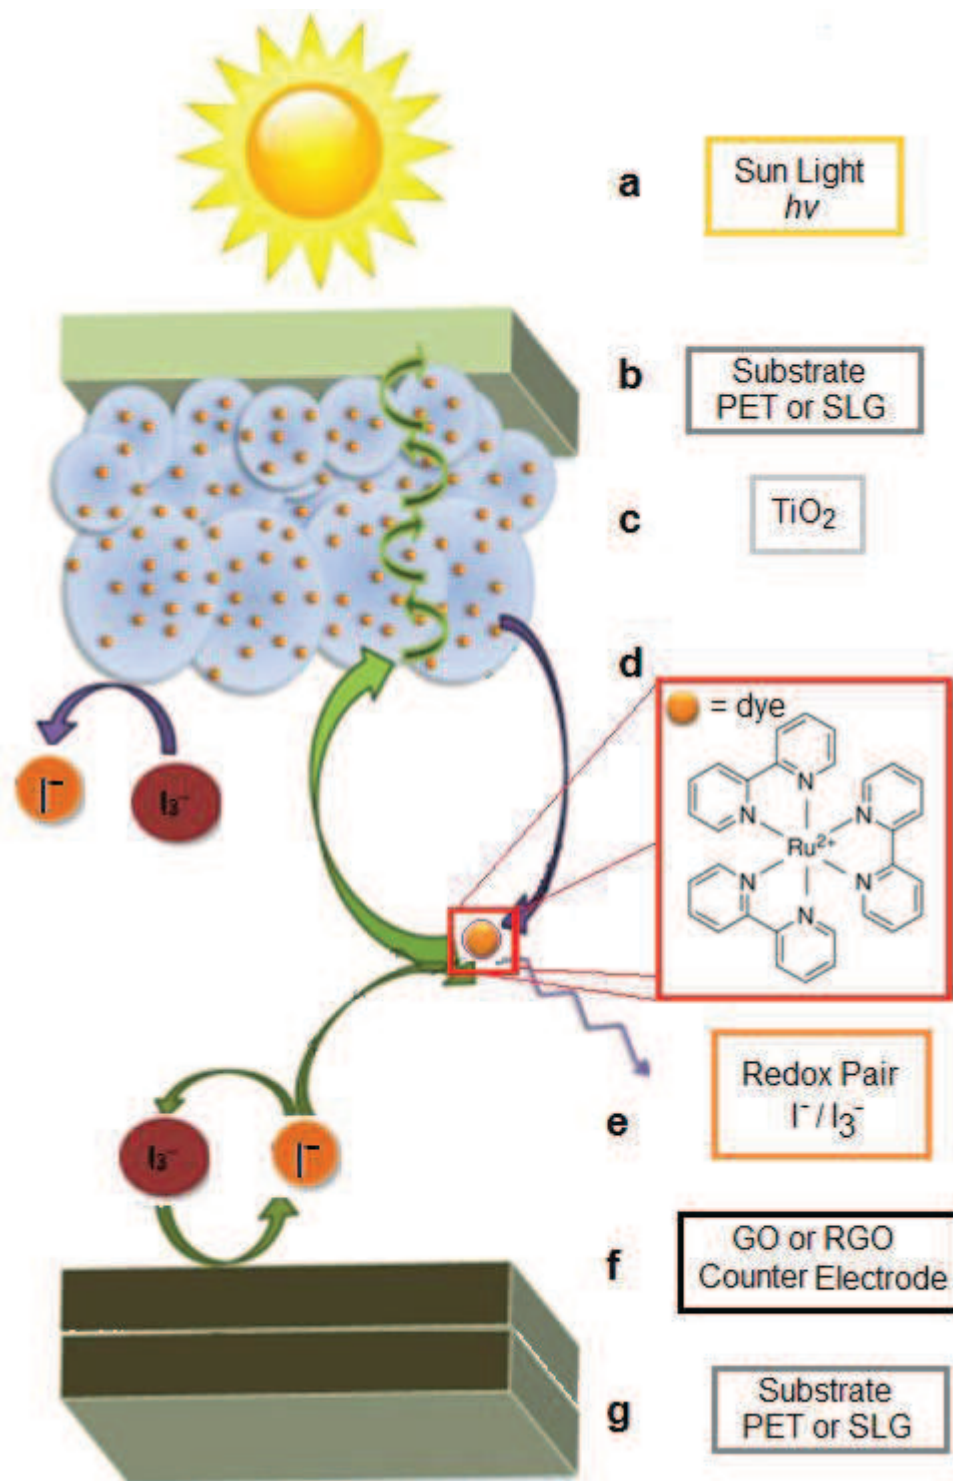 a
Sun Light
hν
b
Substrate
PET or SLG
c
TiO₂
d
= dye
N
N
N
Ru²⁺
N
N
N
I⁻
I₃⁻
e
Redox Pair
I⁻ / I₃⁻
I₃⁻
I⁻
f
GO or RGO
Counter Electrode
g
Substrate
PET or SLG